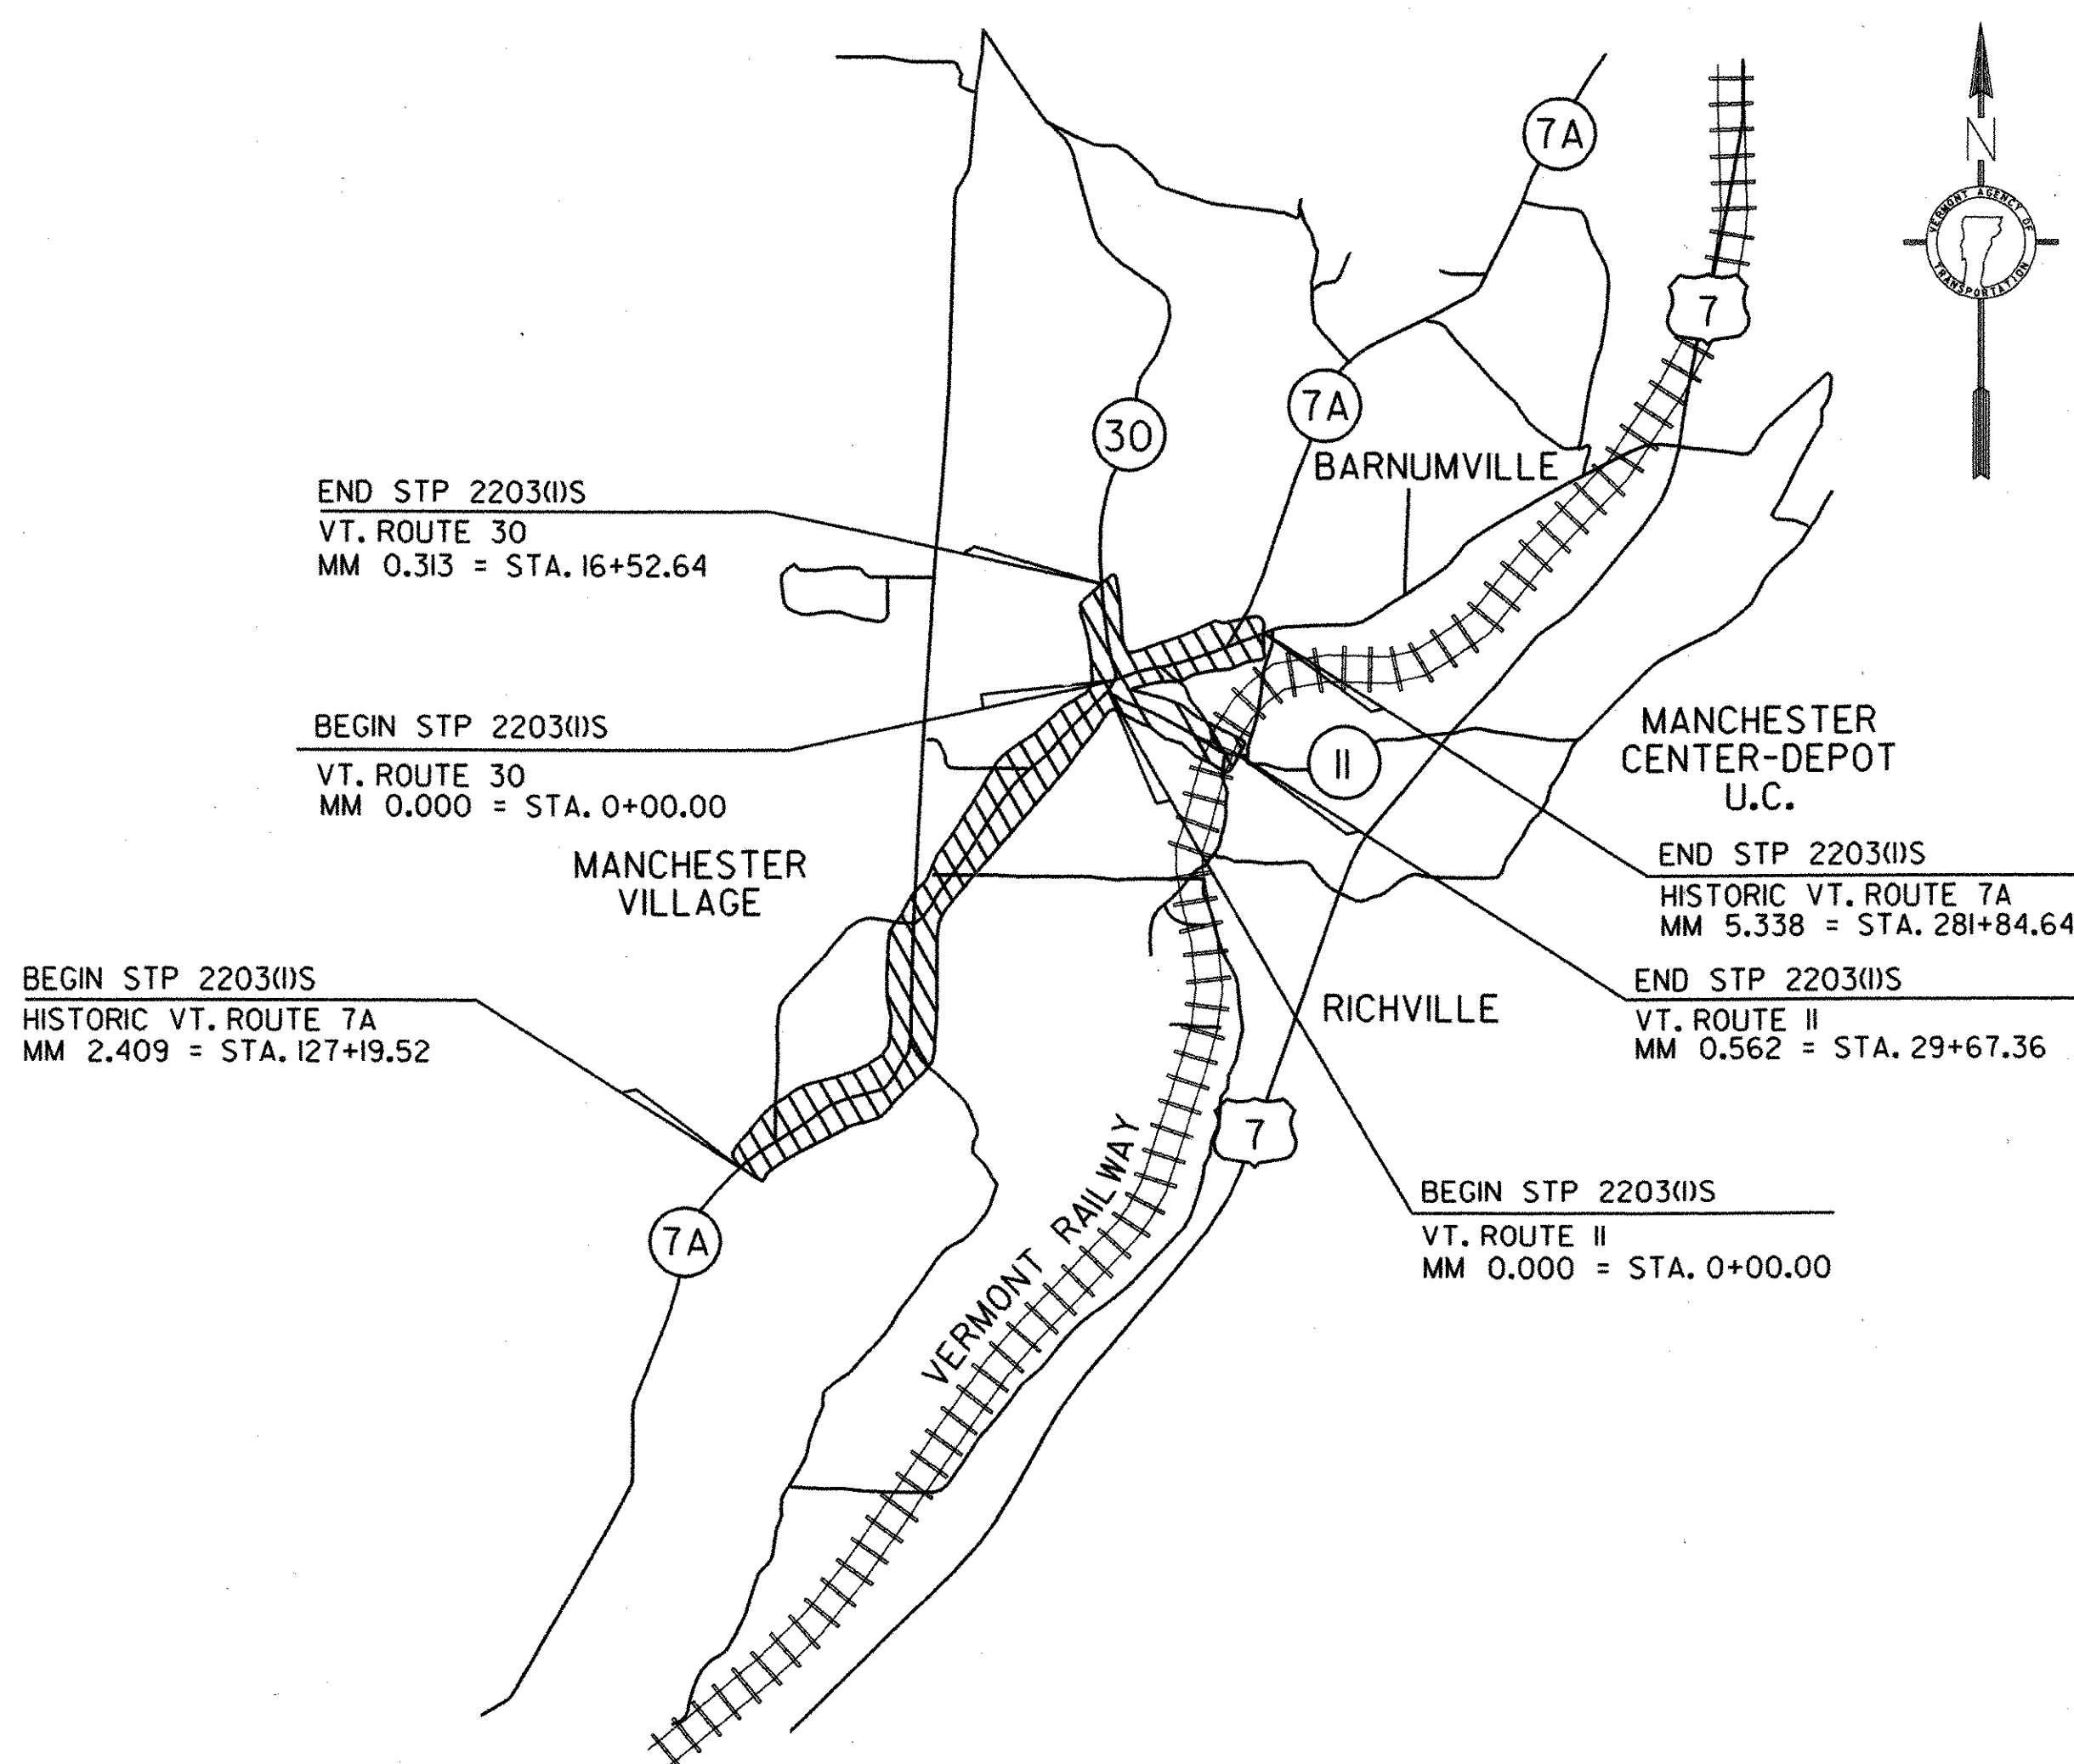 7A
N
VERMONT AGENCY OF TRANSPORTATION
7
7A
30
BARNUMVILLE
END STP 2203(1)S
VT. ROUTE 30
MM 0.313 = STA. 16+52.64
BEGIN STP 2203(1)S
VT. ROUTE 30
MM 0.000 = STA. 0+00.00
MANCHESTER
CENTER-DEPOT
U.C.
11
MANCHESTER
VILLAGE
END STP 2203(1)S
HISTORIC VT. ROUTE 7A
MM 5.338 = STA. 281+84.64
BEGIN STP 2203(1)S
HISTORIC VT. ROUTE 7A
MM 2.409 = STA. 127+19.52
RICHVILLE
END STP 2203(1)S
VT. ROUTE 11
MM 0.562 = STA. 29+67.36
7
VERMONT RAILWAY
BEGIN STP 2203(1)S
VT. ROUTE 11
MM 0.000 = STA. 0+00.00
7A